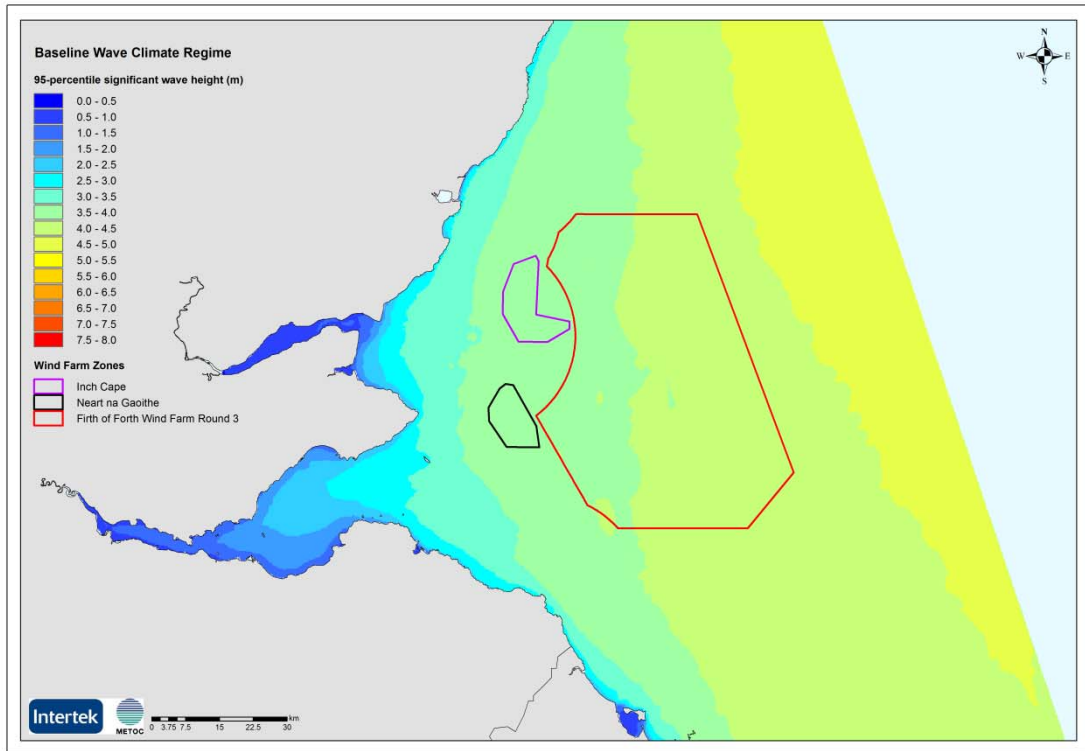 Baseline Wave Climate Regime
95-percentile significant wave height (m)
0.0 - 0.5
0.5 - 1.0
1.0 - 1.5
1.5 - 2.0
2.0 - 2.5
2.5 - 3.0
3.0 - 3.5
3.5 - 4.0
4.0 - 4.5
4.5 - 5.0
5.0 - 5.5
5.5 - 6.0
6.0 - 6.5
6.5 - 7.0
7.0 - 7.5
7.5 - 8.0
Wind Farm Zones
Inch Cape
Neart na Gaoithe
Firth of Forth Wind Farm Round 3
N
W E
S
Intertek
METOC
km
0 3.75 7.5 15 22.5 30